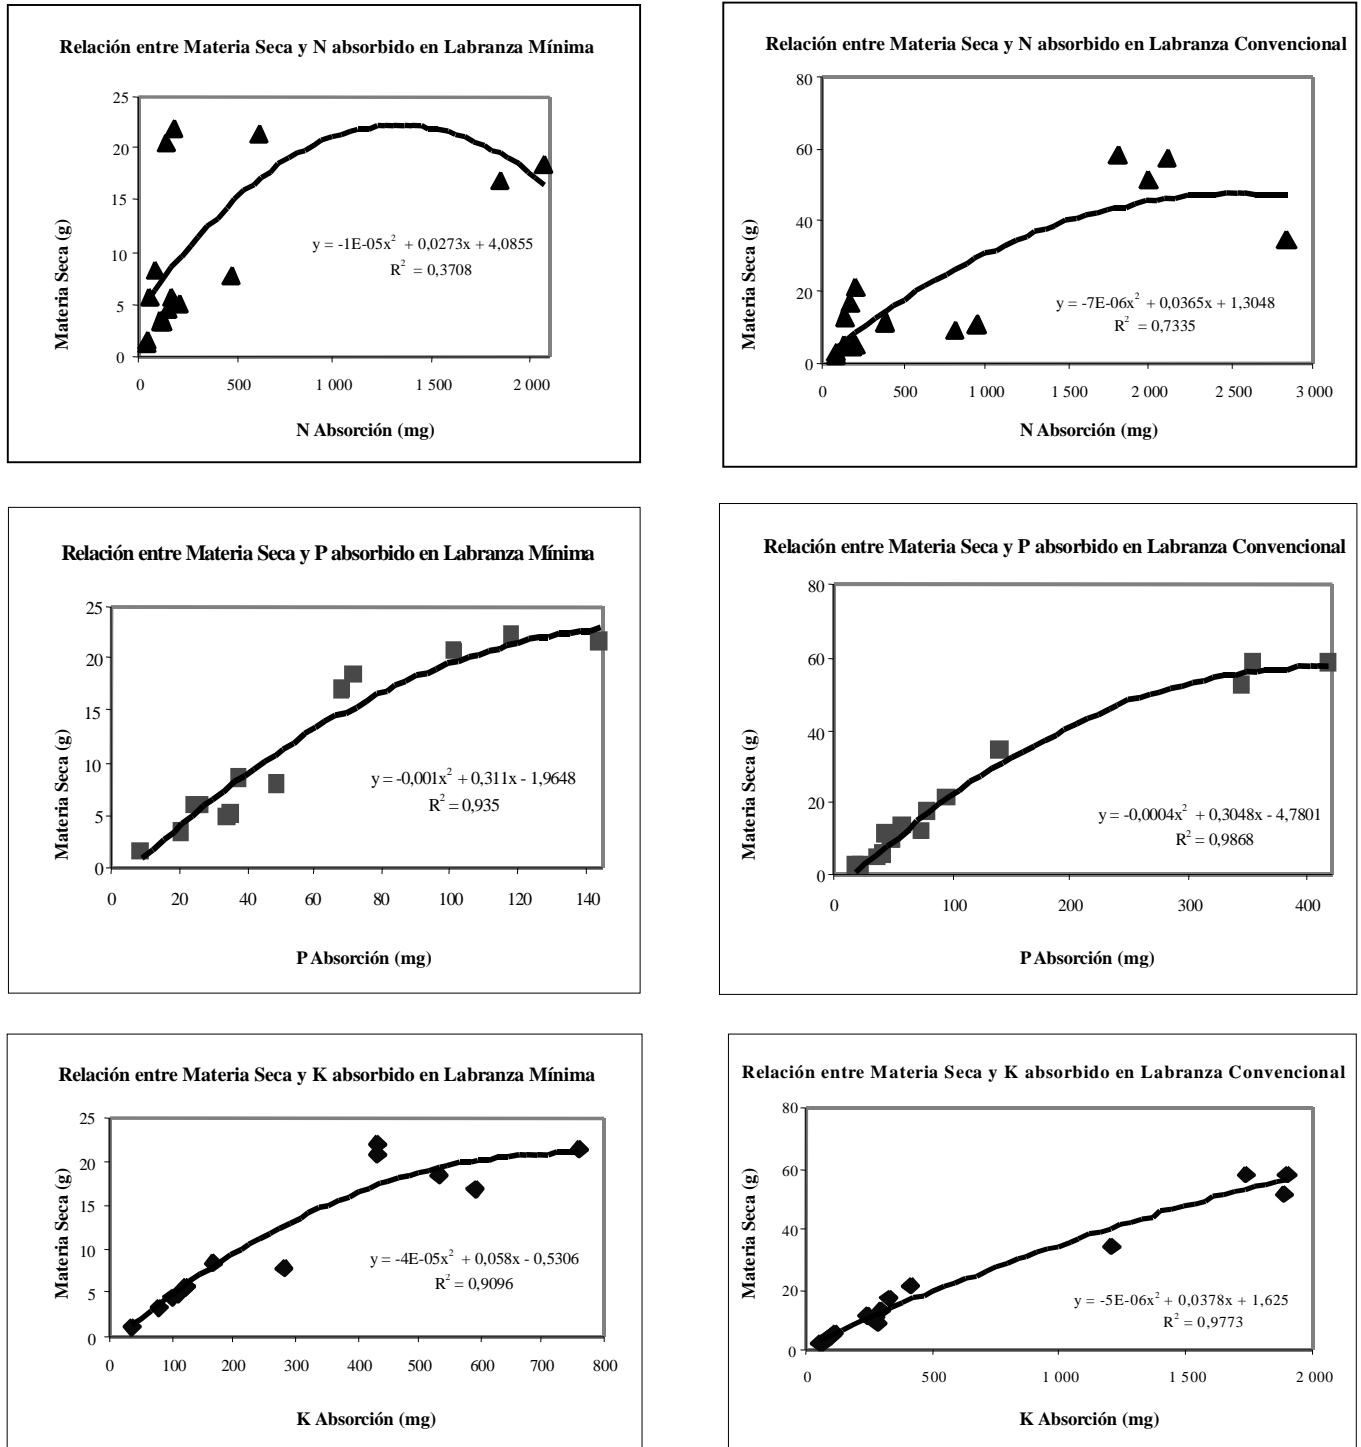 Relación entre Materia Seca y N absorbido en Labranza Mínima
25
20
15
10
5
0
Materia Seca (g)
y = -1E-05x² + 0,0273x + 4,0855
R² = 0,3708
0 500 1 000 1 500 2 000
N Absorción (mg)
Relación entre Materia Seca y N absorbido en Labranza Convencional
80
60
40
20
0
Materia Seca (g)
y = -7E-06x² + 0,0365x + 1,3048
R² = 0,7335
0 500 1 000 1 500 2 000 2 500 3 000
N Absorción (mg)
Relación entre Materia Seca y P absorbido en Labranza Mínima
25
20
15
10
5
0
Materia Seca (g)
y = -0,001x² + 0,311x - 1,9648
R² = 0,935
0 20 40 60 80 100 120 140
P Absorción (mg)
Relación entre Materia Seca y P absorbido en Labranza Convencional
80
60
40
20
0
Materia Seca (g)
y = -0,0004x² + 0,3048x - 4,7801
R² = 0,9868
0 100 200 300 400
P Absorción (mg)
Relación entre Materia Seca y K absorbido en Labranza Mínima
25
20
15
10
5
0
Materia Seca (g)
y = -4E-05x² + 0,058x - 0,5306
R² = 0,9096
0 100 200 300 400 500 600 700 800
K Absorción (mg)
Relación entre Materia Seca y K absorbido en Labranza Convencional
80
60
40
20
0
Materia Seca (g)
y = -5E-06x² + 0,0378x + 1,625
R² = 0,9773
0 500 1 000 1 500 2 000
K Absorción (mg)